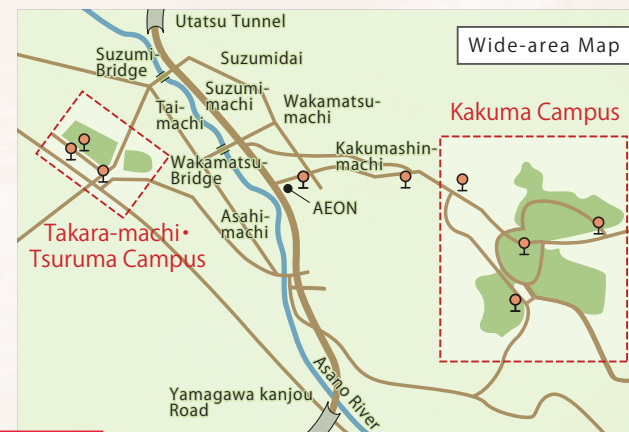 Utatsu Tunnel
Wide-area Map
Suzumi-
Bridge
Suzumidai
Tai-
machi
Suzumi-
machi
Wakamatsu-
machi
Kakuma Campus
Wakamatsu-
Bridge
Kakumashin-
machi
AEON
Asahi-
machi
Takara-machi・
Tsuruma Campus
Asano River
Yamagawa kanjou
Road